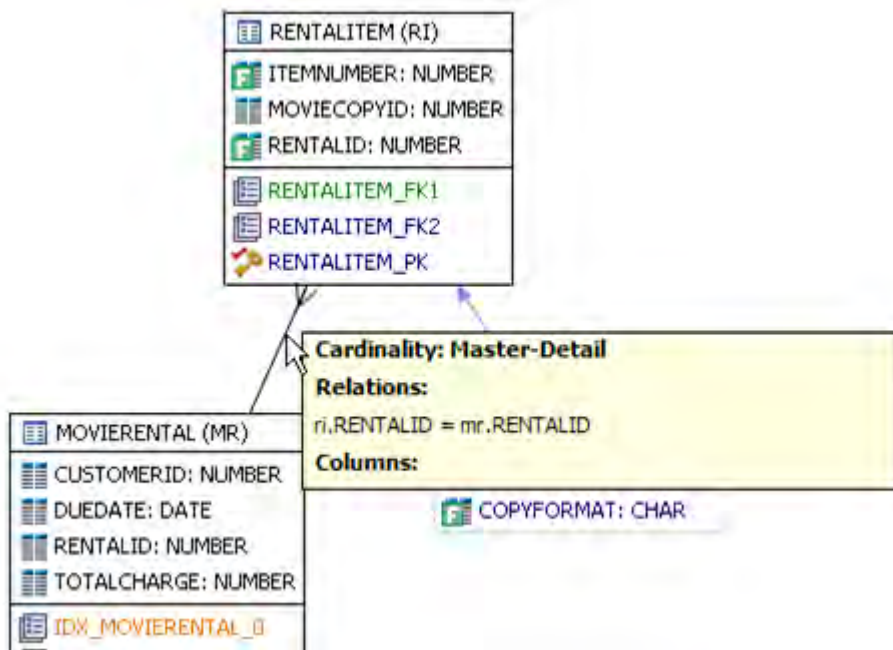 RENTALITEM (RI)
ITEMNUMBER: NUMBER
MOVIECOPYID: NUMBER
RENTALID: NUMBER
RENTALITEM_FK1
RENTALITEM_FK2
RENTALITEM_PK
Cardinality: Master-Detail
Relations:
ri.RENTALID = mr.RENTALID
Columns:
MOVIERENTAL (MR)
CUSTOMERID: NUMBER
DUEDATE: DATE
RENTALID: NUMBER
TOTALCHARGE: NUMBER
IDX_MOVIERENTAL_0
COPYFORMAT: CHAR